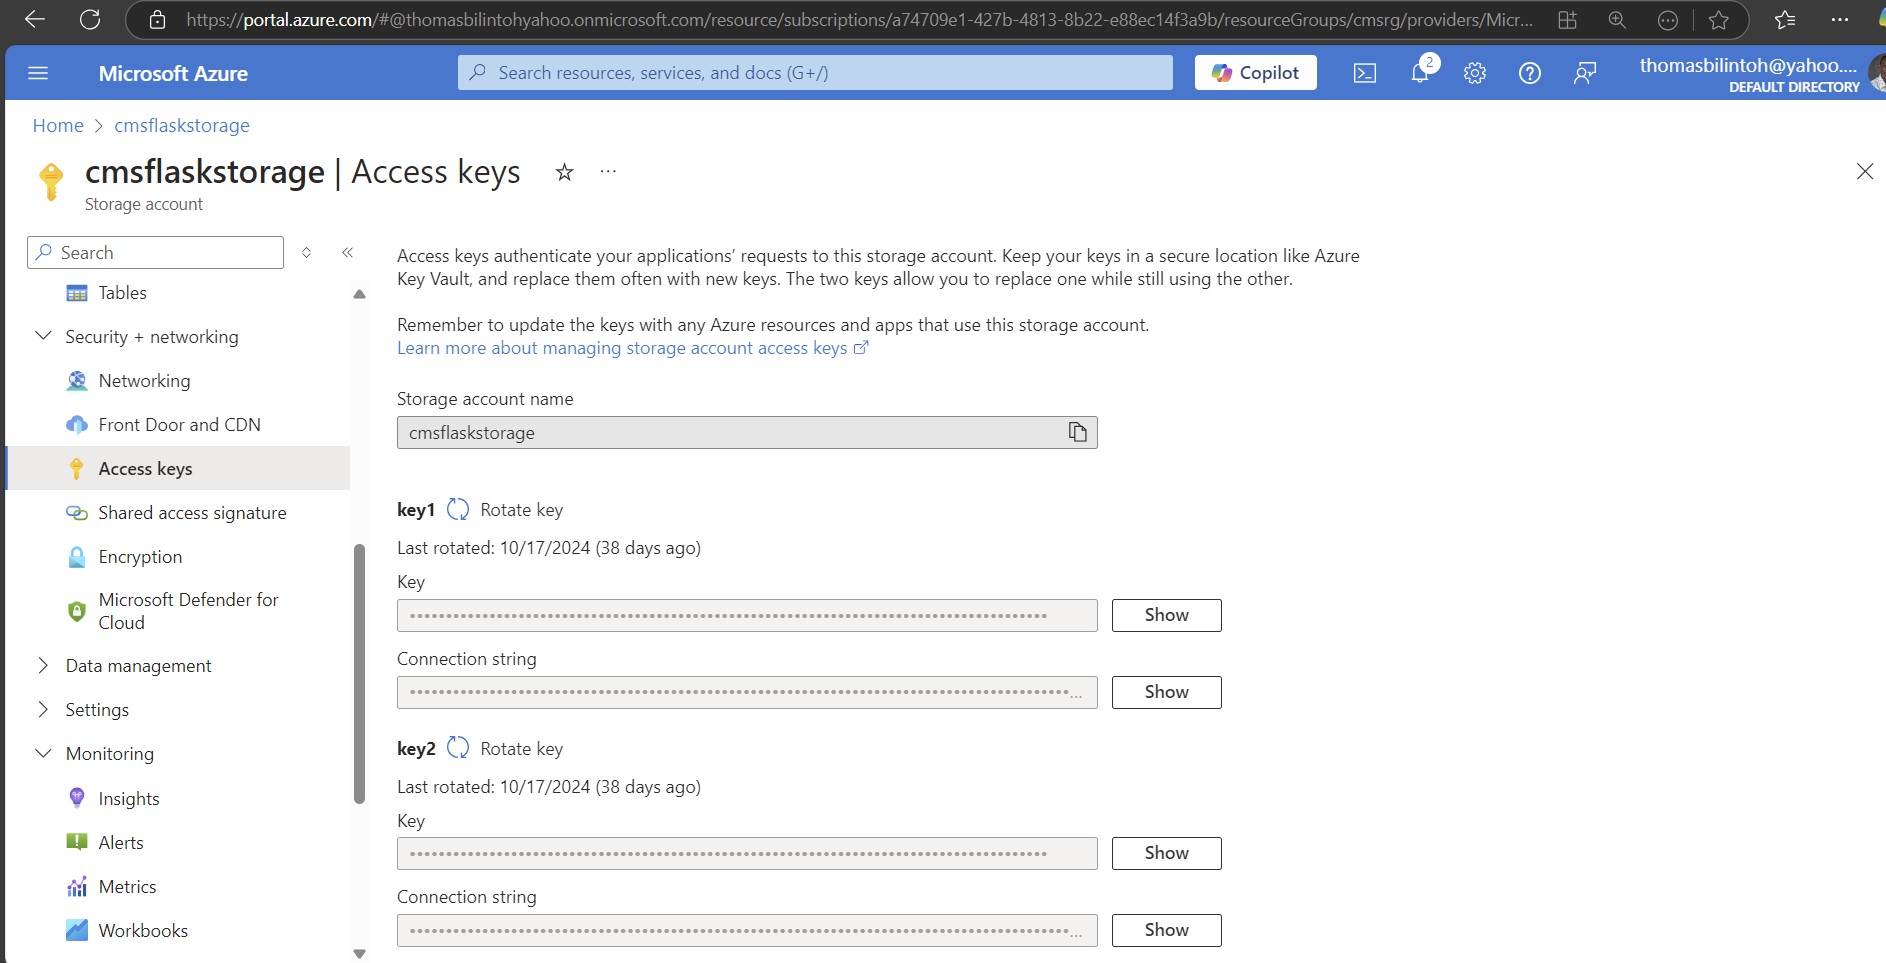 https://portal.azure.com/#@thomasbilintohyahoo.onmicrosoft.com/resource/subscriptions/a74709e1-427b-4813-8b22-e88ec14f3a9b/resourceGroups/cmsrg/providers/Micr...
Microsoft Azure
Search resources, services, and docs (G+/)
Copilot
2
thomasbilintoh@yahoo....
DEFAULT DIRECTORY
Home > cmsflaskstorage
cmsflaskstorage | Access keys
Storage account
Search
Tables
Security + networking
Networking
Front Door and CDN
Access keys
Shared access signature
Encryption
Microsoft Defender for
Cloud
Data management
Settings
Monitoring
Insights
Alerts
Metrics
Workbooks
Access keys authenticate your applications’ requests to this storage account. Keep your keys in a secure location like Azure
Key Vault, and replace them often with new keys. The two keys allow you to replace one while still using the other.
Remember to update the keys with any Azure resources and apps that use this storage account.
Learn more about managing storage account access keys
Storage account name
cmsflaskstorage
key1 Rotate key
Last rotated: 10/17/2024 (38 days ago)
Key
Show
Connection string
Show
key2 Rotate key
Last rotated: 10/17/2024 (38 days ago)
Key
Show
Connection string
Show